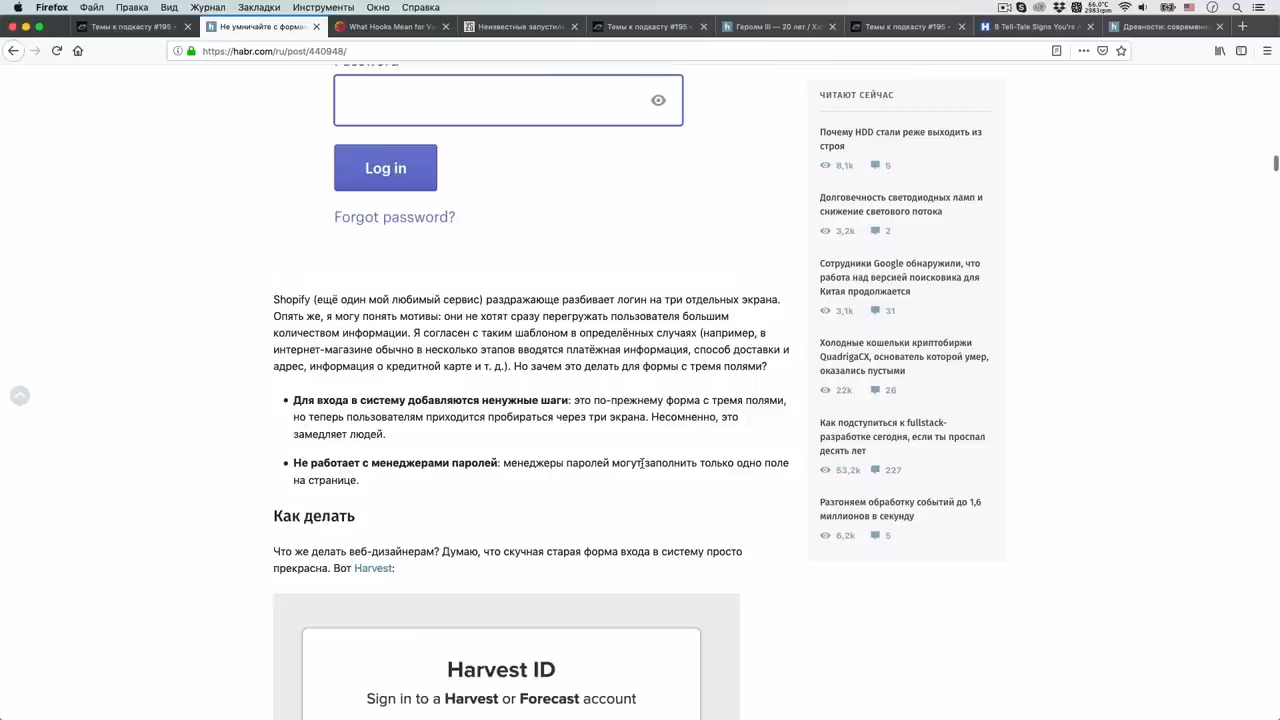 Firefox Файл Правка Вид Журнал Закладки Инструменты Окно Справка
66.0°C
2983rpm
Темы к подкасту #195
Не умничайте с форма
What Hooks Mean for V
Неизвестные запустили
Темы к подкасту #195
Героям III — 20 лет / Ха
Темы к подкасту #195
8 Tell-Tale.Signs You're
Древности: современ
https://habr.com/ru/post/440948/
Password
Log in
Forgot password?
Shopify (ещё один мой любимый сервис) раздражающе разбивает логин на три отдельных экрана.
Опять же, я могу понять мотивы: они не хотят сразу перегружать пользователя большим
количеством информации. Я согласен с таким шаблоном в определённых случаях (например, в
интернет-магазине обычно в несколько этапов вводятся платёжная информация, способ доставки и
адрес, информация о кредитной карте и т. д.). Но зачем это делать для формы с тремя полями?
• Для входа в систему добавляются ненужные шаги: это по-прежнему форма с тремя полями,
но теперь пользователям приходится пробираться через три экрана. Несомненно, это
замедляет людей.
• Не работает с менеджерами паролей: менеджеры паролей могут заполнить только одно поле
на странице.
Как делать
Что же делать веб-дизайнерам? Думаю, что скучная старая форма входа в систему просто
прекрасна. Вот Harvest:
Harvest ID
Sign in to a Harvest or Forecast account
ЧИТАЮТ СЕЙЧАС
Почему HDD стали реже выходить из
строя
8,1k 5
Долговечность светодиодных ламп и
снижение светового потока
3,2k 2
Сотрудники Google обнаружили, что
работа над версией поисковика для
Китая продолжается
3,1k 31
Холодные кошельки криптобиржи
QuadrigaCX, основатель которой умер,
оказались пустыми
22k 26
Как подступиться к fullstack-
разработке сегодня, если ты проспал
десять лет
53,2k 227
Разгоняем обработку событий до 1,6
миллионов в секунду
6,2k 5